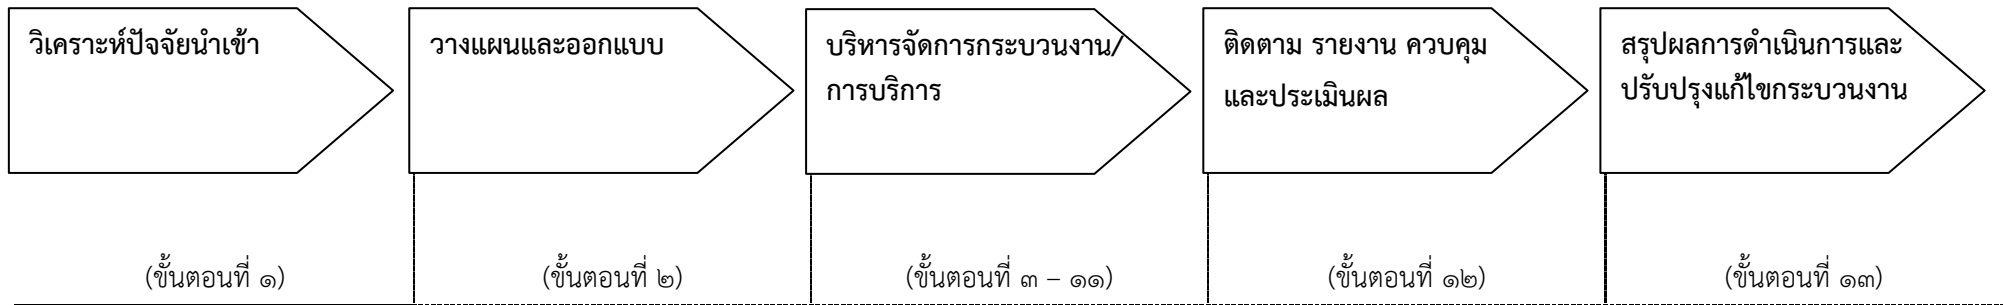 วิเคราะห์ปัจจัยนำเข้า
วางแผนและออกแบบ
บริหารจัดการกระบวนงาน/
การบริการ
ติดตาม รายงาน ควบคุม
และประเมินผล
สรุปผลการดำเนินการและ
ปรับปรุงแก้ไขกระบวนงาน
(ขั้นตอนที่ ๑)
(ขั้นตอนที่ ๒)
(ขั้นตอนที่ ๓ – ๑๑)
(ขั้นตอนที่ ๑๒)
(ขั้นตอนที่ ๑๓)